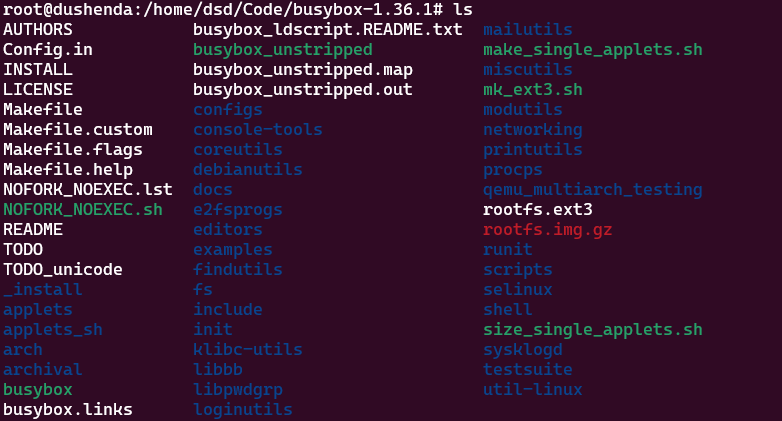 root@dushenda:/home/dsd/Code/busybox-1.36.1# ls
AUTHORS busybox_ldscript.README.txt mailutils
Config.in busybox_unstripped make_single_applets.sh
INSTALL busybox_unstripped.map miscutils
LICENSE busybox_unstripped.out mk_ext3.sh
Makefile configs modutils
Makefile.custom console-tools networking
Makefile.flags coreutils printutils
Makefile.help debianutils procps
NOFORK_NOEXEC.lst docs qemu_multiarch_testing
NOFORK_NOEXEC.sh e2fsprogs rootfs.ext3
README editors rootfs.img.gz
TODO examples runit
TODO_unicode findutils scripts
_install fs selinux
applets include shell
applets_sh init size_single_applets.sh
arch klibc-utils sysklogd
archival libbb testsuite
busybox libpwdgrp util-linux
busybox.links loginutils